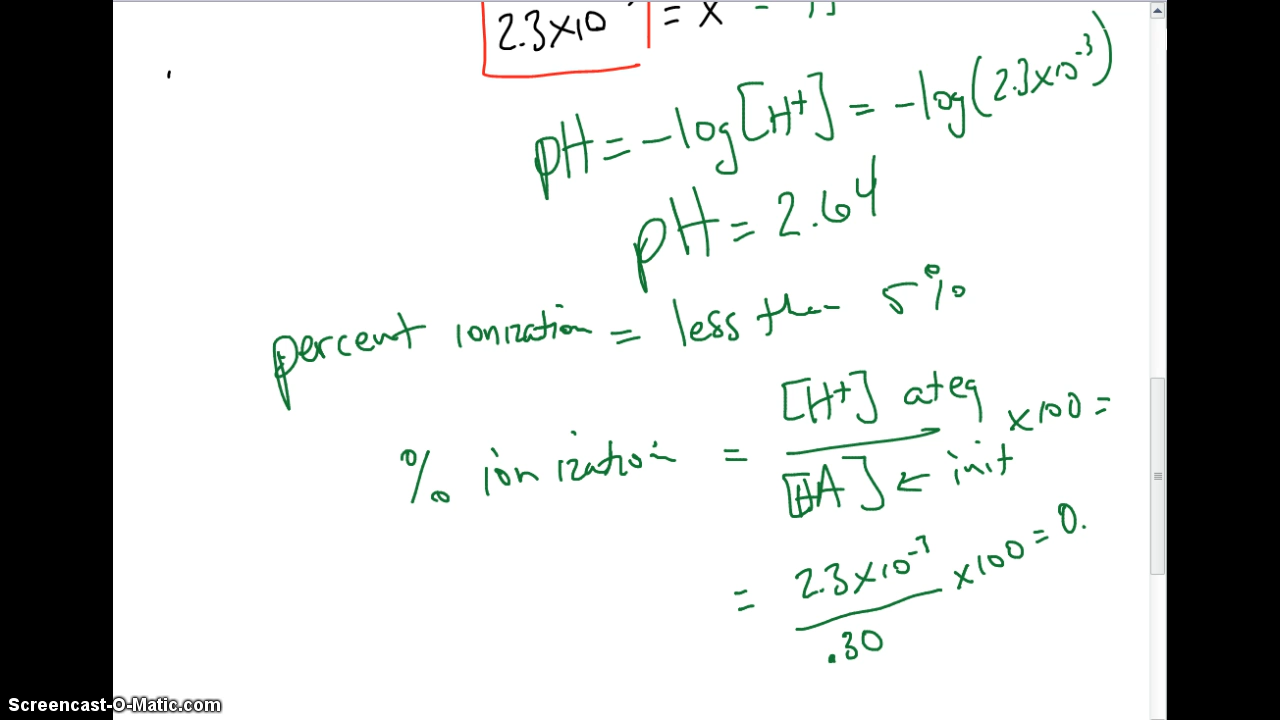 2.3x10 = x =
pH = -log[H+] = -log(2.3x10⁻³)
pH = 2.64
percent ionization = less than 5%
% ionization = [H+] at eq / [HA] ← init x100 =
= 2.3x10⁻³ / .30 x100 = 0.
Screencast-O-Matic.com